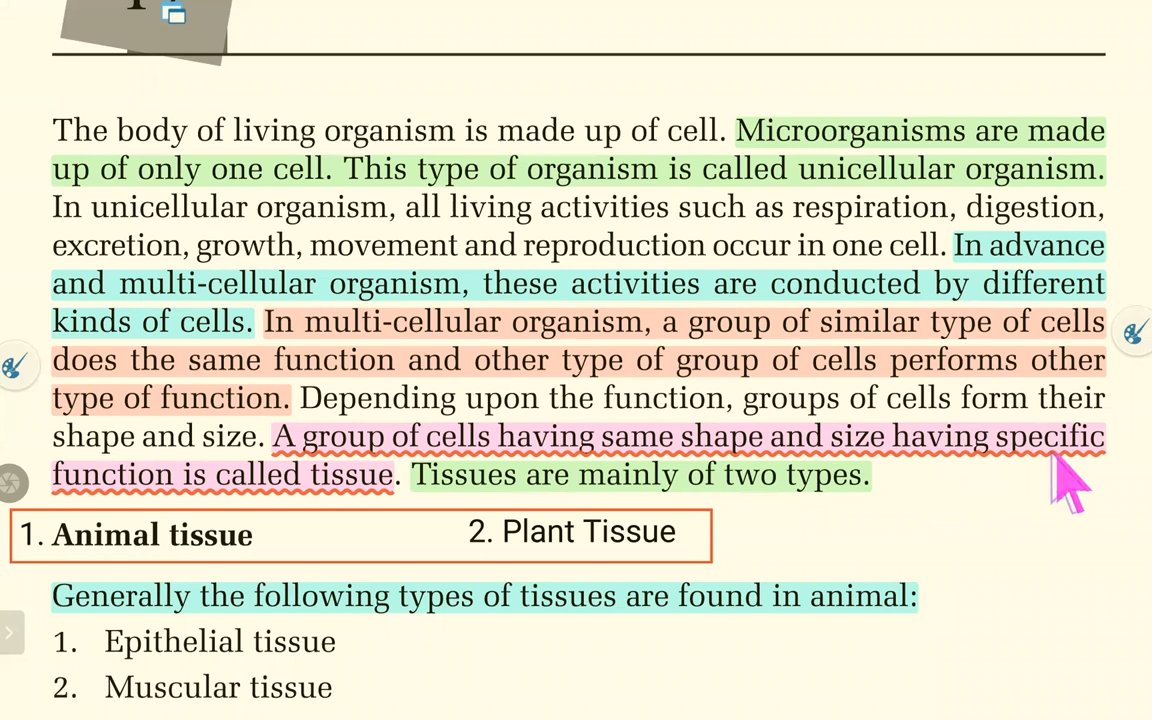 The body of living organism is made up of cell. Microorganisms are made
up of only one cell. This type of organism is called unicellular organism.
In unicellular organism, all living activities such as respiration, digestion,
excretion, growth, movement and reproduction occur in one cell. In advance
and multi-cellular organism, these activities are conducted by different
kinds of cells. In multi-cellular organism, a group of similar type of cells
does the same function and other type of group of cells performs other
type of function. Depending upon the function, groups of cells form their
shape and size. A group of cells having same shape and size having specific
function is called tissue. Tissues are mainly of two types.
1. Animal tissue 2. Plant Tissue
Generally the following types of tissues are found in animal:
1. Epithelial tissue
2. Muscular tissue